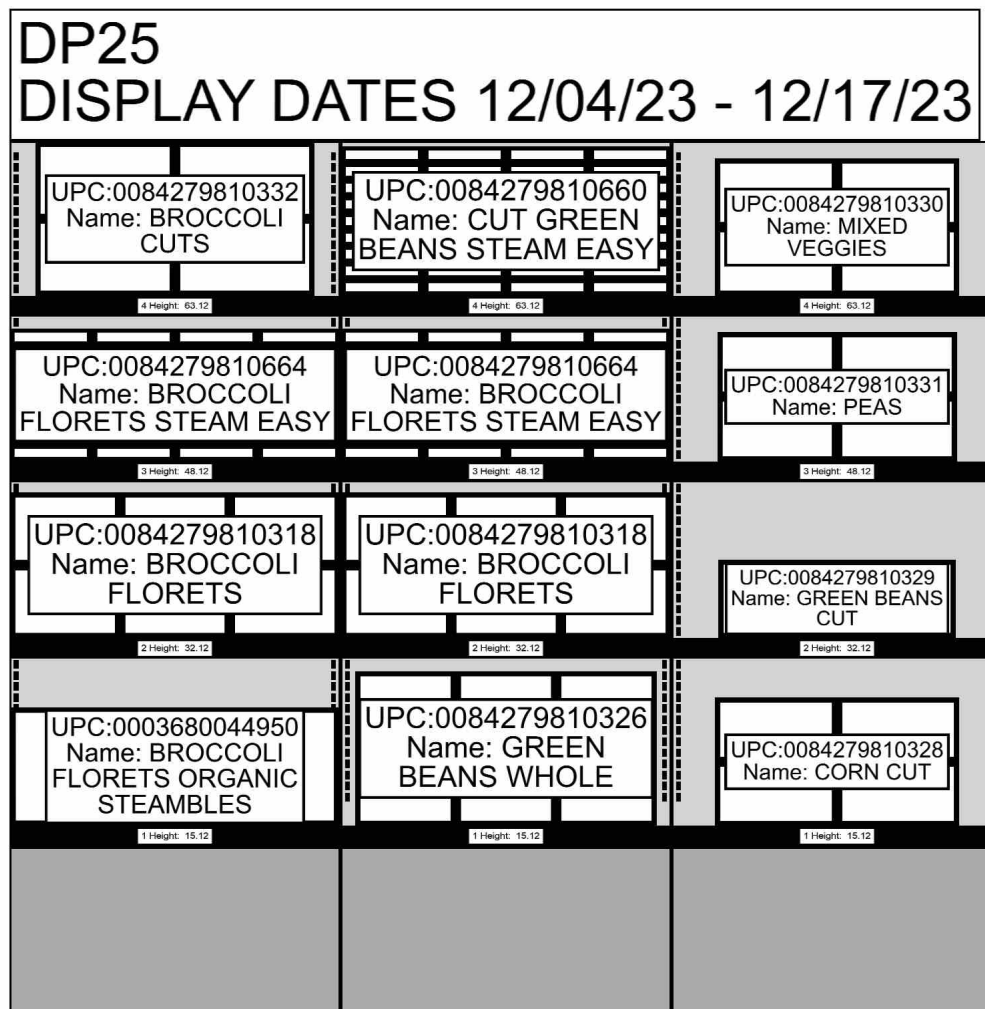 DP25
DISPLAY DATES 12/04/23 - 12/17/23
UPC:0084279810332
Name: BROCCOLI
CUTS
UPC:0084279810660
Name: CUT GREEN
BEANS STEAM EASY
UPC:0084279810330
Name: MIXED
VEGGIES
4 Height: 63.12
4 Height: 63.12
4 Height: 63.12
UPC:0084279810664
Name: BROCCOLI
FLORETS STEAM EASY
UPC:0084279810664
Name: BROCCOLI
FLORETS STEAM EASY
UPC:0084279810331
Name: PEAS
3 Height: 48.12
3 Height: 48.12
3 Height: 48.12
UPC:0084279810318
Name: BROCCOLI
FLORETS
UPC:0084279810318
Name: BROCCOLI
FLORETS
UPC:0084279810329
Name: GREEN BEANS
CUT
2 Height: 32.12
2 Height: 32.12
2 Height: 32.12
UPC:0003680044950
Name: BROCCOLI
FLORETS ORGANIC
STEAMBLES
UPC:0084279810326
Name: GREEN
BEANS WHOLE
UPC:0084279810328
Name: CORN CUT
1 Height: 15.12
1 Height: 15.12
1 Height: 15.12